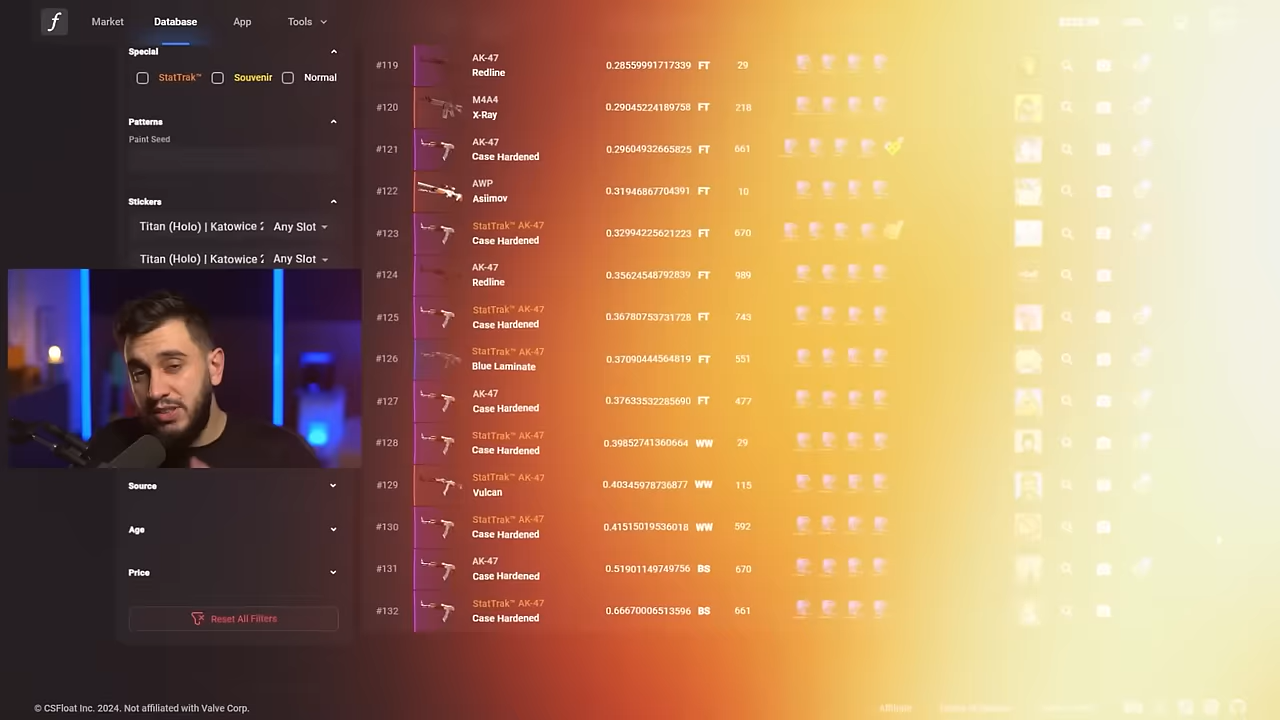 f Market Database App Tools
Special
StatTrak™ Souvenir Normal
Patterns
Paint Seed
Stickers
Titan (Holo) | Katowice 2 Any Slot
Titan (Holo) | Katowice 2 Any Slot
Source
Age
Price
Reset All Filters
#119 AK-47 Redline 0.28559991717339 FT 29
#120 M4A4 X-Ray 0.29045224189758 FT 218
#121 AK-47 Case Hardened 0.29604932665825 FT 661
#122 AWP Asiimov 0.31946867704391 FT 10
#123 StatTrak™ AK-47 Case Hardened 0.32994225621223 FT 670
#124 AK-47 Redline 0.35624548792839 FT 989
#125 StatTrak™ AK-47 Case Hardened 0.36780753731728 FT 743
#126 StatTrak™ AK-47 Blue Laminate 0.37090444564819 FT 551
#127 AK-47 Case Hardened 0.37633532285690 FT 477
#128 StatTrak™ AK-47 Case Hardened 0.39852741360664 WW 29
#129 StatTrak™ AK-47 Vulcan 0.40345978736877 WW 115
#130 StatTrak™ AK-47 Case Hardened 0.41515019536018 WW 592
#131 AK-47 Case Hardened 0.51901149749756 BS 670
#132 StatTrak™ AK-47 Case Hardened 0.66670006513596 BS 661
© CSFloat Inc. 2024. Not affiliated with Valve Corp.